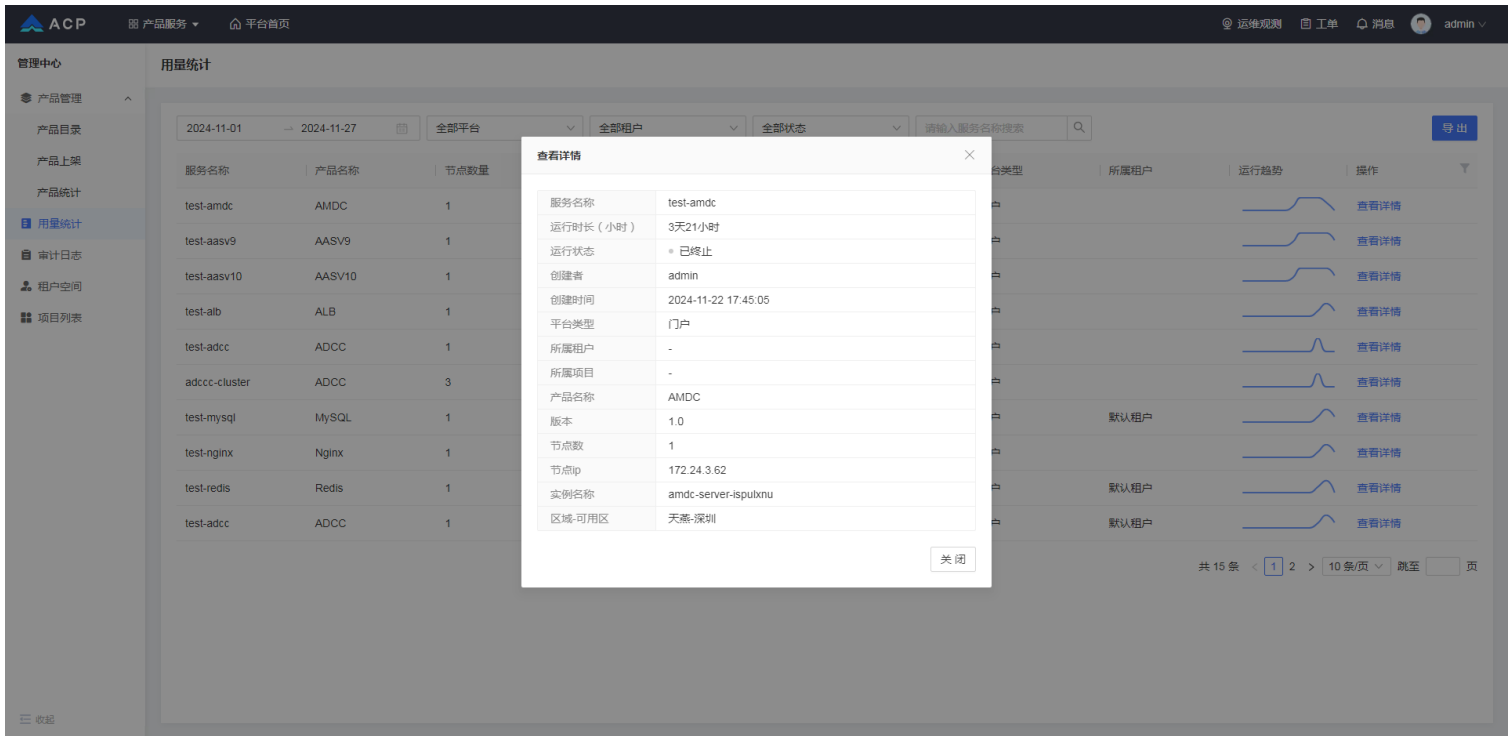 ACP 产品服务 平台首页 运维观测 工单 消息 admin
管理中心 用量统计
产品管理
产品目录
产品上架
产品统计
用量统计
审计日志
租户空间
项目列表
收起
2024-11-01 → 2024-11-27 全部平台 全部租户 全部状态 请输入服务名称搜索 导出
服务名称 产品名称 节点数量 台类型 所属租户 运行趋势 操作
test-amdc AMDC 1 户 查看详情
test-aasv9 AASV9 1 户 查看详情
test-aasv10 AASV10 1 户 查看详情
test-alb ALB 1 户 查看详情
test-adcc ADCC 1 户 查看详情
adccc-cluster ADCC 3 户 查看详情
test-mysql MySQL 1 户 默认租户 查看详情
test-nginx Nginx 1 户 查看详情
test-redis Redis 1 户 默认租户 查看详情
test-adcc ADCC 1 户 默认租户 查看详情
共 15 条 < 1 2 > 10 条/页 跳至 页
查看详情
服务名称 test-amdc
运行时长（小时） 3天21小时
运行状态 已终止
创建者 admin
创建时间 2024-11-22 17:45:05
平台类型 门户
所属租户 -
所属项目 -
产品名称 AMDC
版本 1.0
节点数 1
节点ip 172.24.3.62
实例名称 amdc-server-ispulxnu
区域-可用区 天燕-深圳
关 闭